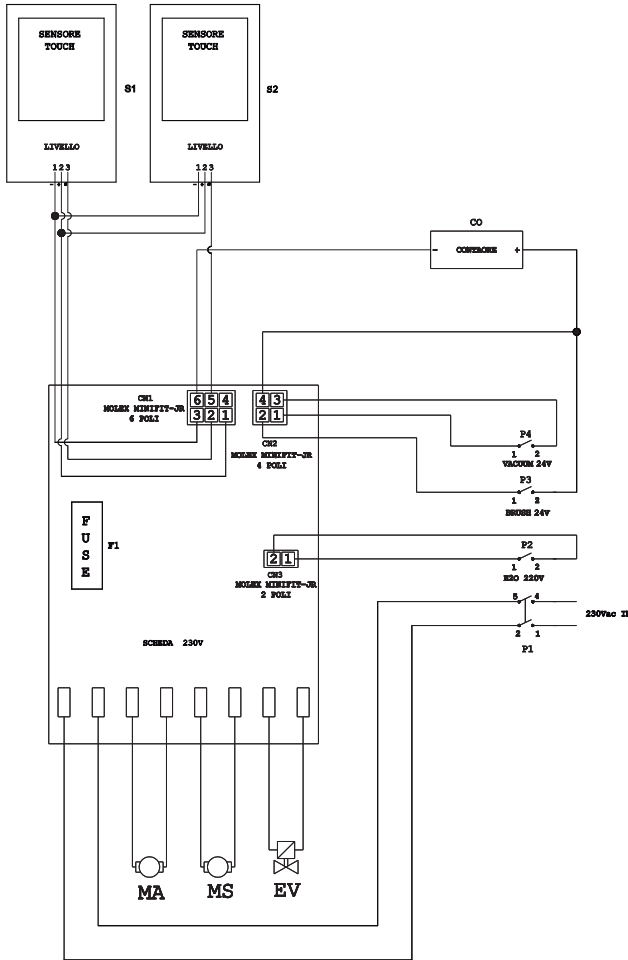 SENSORE
TOUCH
SENSORE
TOUCH
S1
S2
LIVELLO
LIVELLO
1 2 3
1 2 3
- +
- +
CO
- CONTAORE +
CN1
MOLEX MINIFIT-JR
6 POLI
6 5 4
3 2 1
4 3
2 1
CN2
MOLEX MINIFIT-JR
4 POLI
P4
1 2
VACUUM 24V
P3
1 2
BRUSH 24V
FUSE
F1
2 1
CN3
MOLEX MINIFIT-JR
2 POLI
P2
1 2
H2O 220V
5 4
230Vac I
2 1
P1
SCHEDA 230V
MA
MS
EV